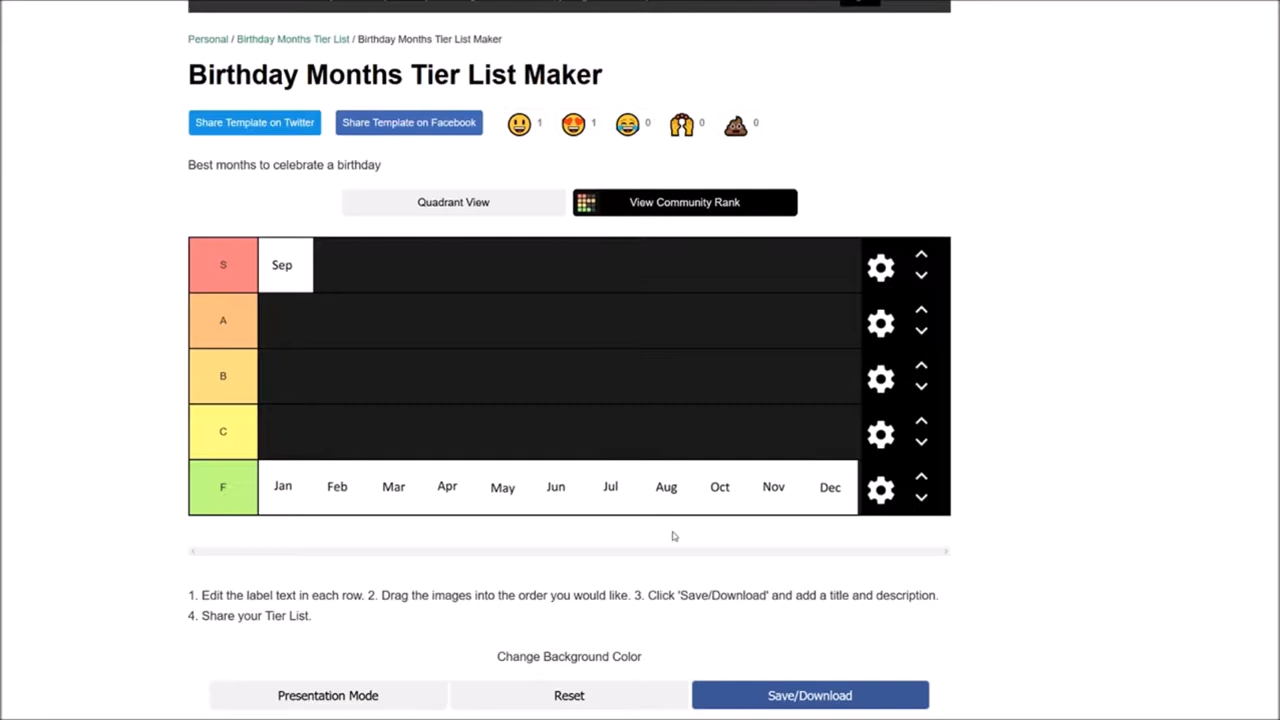 Personal / Birthday Months Tier List / Birthday Months Tier List Maker
Birthday Months Tier List Maker
Share Template on Twitter Share Template on Facebook 1 1 0 0 0
Best months to celebrate a birthday
Quadrant View View Community Rank
S Sep
A
B
C
F Jan Feb Mar Apr May Jun Jul Aug Oct Nov Dec
1. Edit the label text in each row. 2. Drag the images into the order you would like. 3. Click 'Save/Download' and add a title and description.
4. Share your Tier List.
Change Background Color
Presentation Mode Reset Save/Download